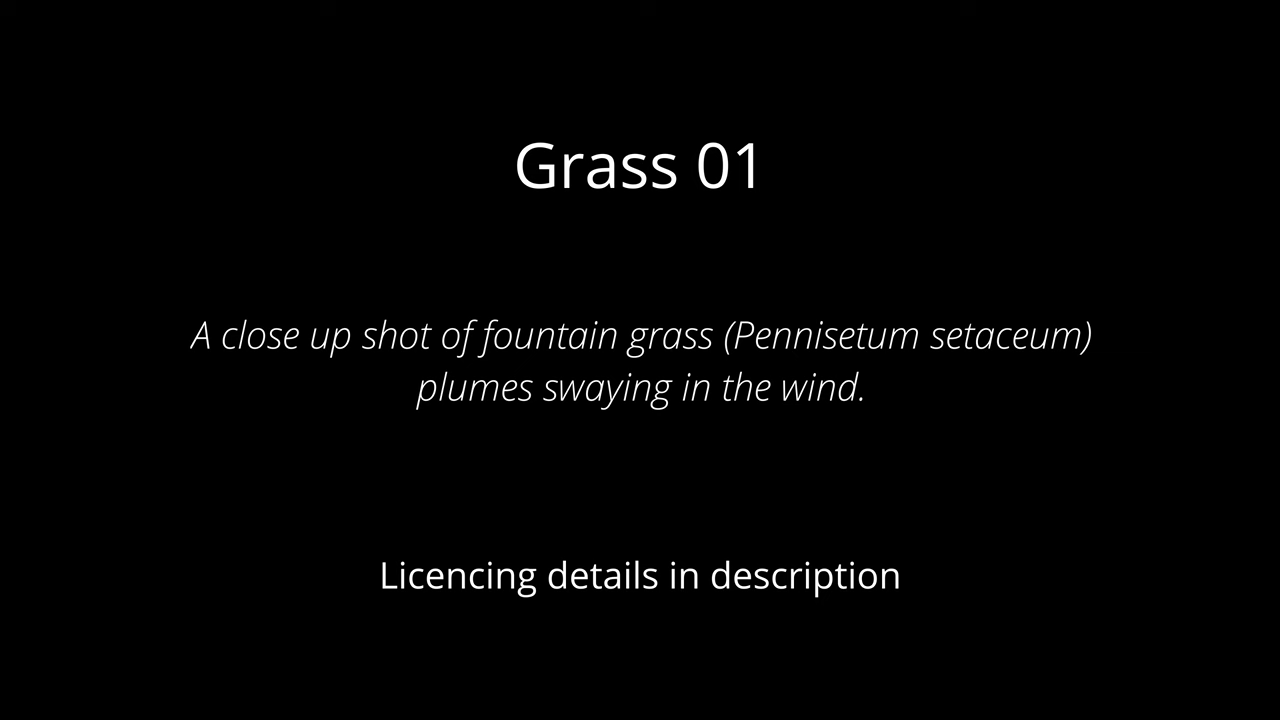 Grass 01
A close up shot of fountain grass (Pennisetum setaceum)
plumes swaying in the wind.
Licencing details in description